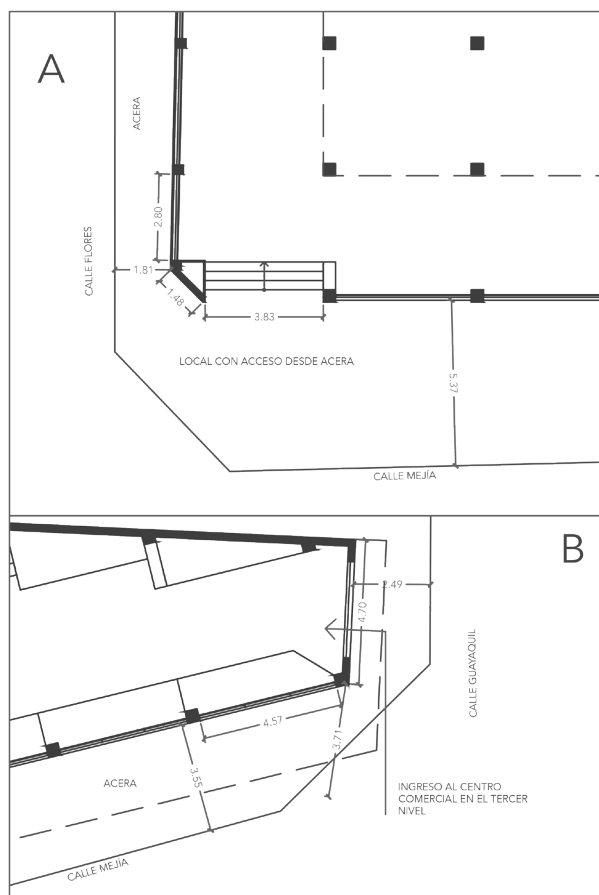 A
ACERA
CALLE FLORES
2.80
1.81
1.48
3.83
LOCAL CON ACCESO DESDE ACERA
5.37
CALLE MEJÍA
B
2.49
4.70
CALLE GUAYAQUIL
4.57
3.71
3.55
ACERA
INGRESO AL CENTRO
COMERCIAL EN EL TERCER
NIVEL
CALLE MEJÍA